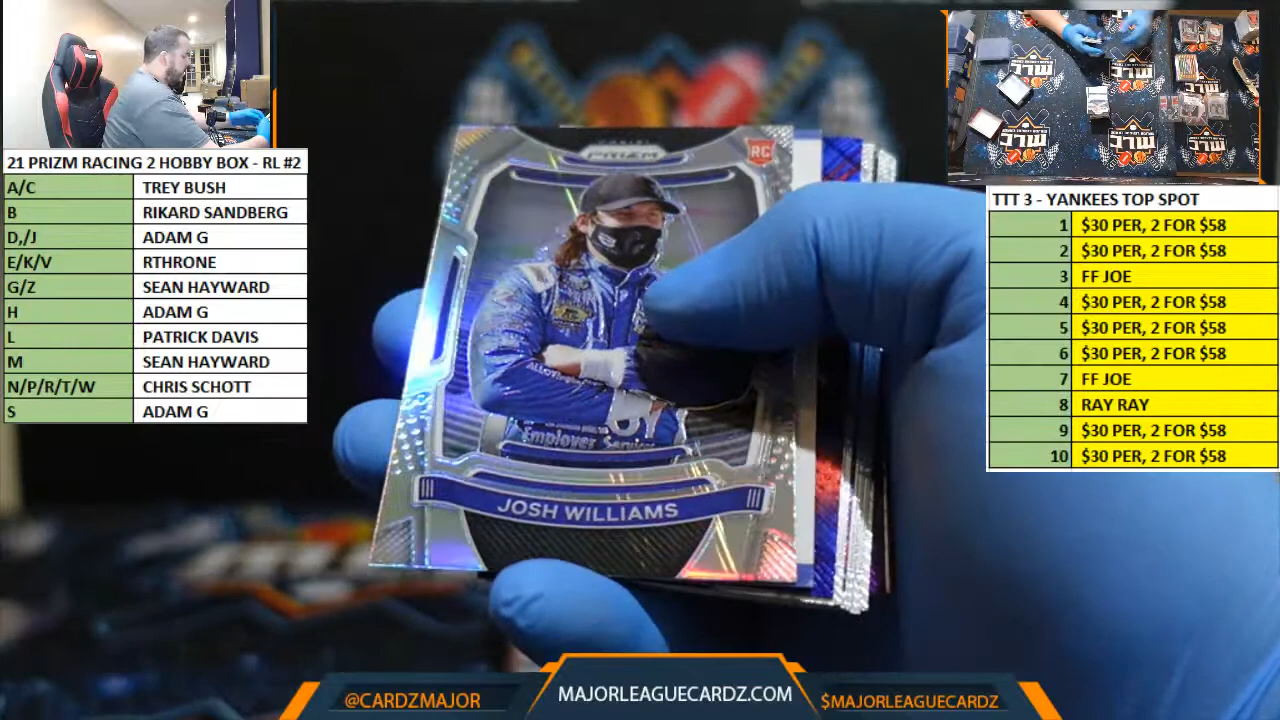 21 PRIZM RACING 2 HOBBY BOX - RL #2
A/C TREY BUSH
B RIKARD SANDBERG
D,/J ADAM G
E/K/V RTHRONE
G/Z SEAN HAYWARD
H ADAM G
L PATRICK DAVIS
M SEAN HAYWARD
N/P/R/T/W CHRIS SCHOTT
S ADAM G
PRIZM
RC
Employer Servic
JOSH WILLIAMS
TTT 3 - YANKEES TOP SPOT
1 $30 PER, 2 FOR $58
2 $30 PER, 2 FOR $58
3 FF JOE
4 $30 PER, 2 FOR $58
5 $30 PER, 2 FOR $58
6 $30 PER, 2 FOR $58
7 FF JOE
8 RAY RAY
9 $30 PER, 2 FOR $58
10 $30 PER, 2 FOR $58
@CARDZMAJOR
MAJORLEAGUECARDZ.COM
$MAJORLEAGUECARDZ